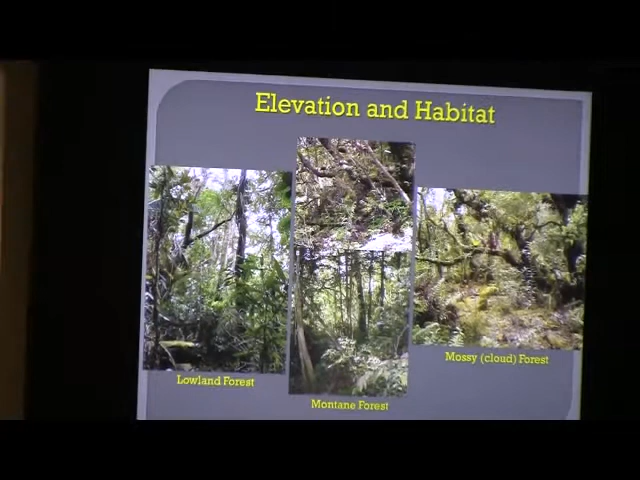 Elevation and Habitat
Lowland Forest
Montane Forest
Mossy (cloud) Forest